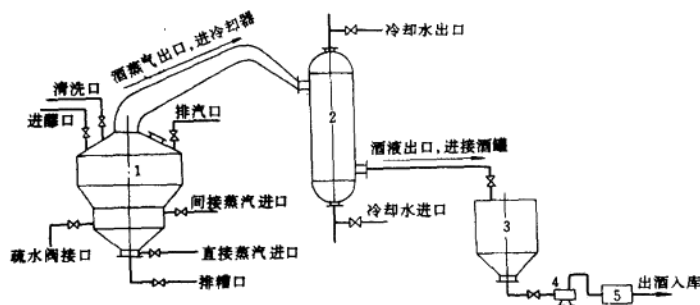 冷却水出口
酒蒸气出口,进冷却器
清洗口
进醪口
排汽口
1
2
酒液出口,进接酒罐
间接蒸汽进口
冷却水进口
3
疏水阀接口
直接蒸汽进口
排糟口
4
5
出酒入库